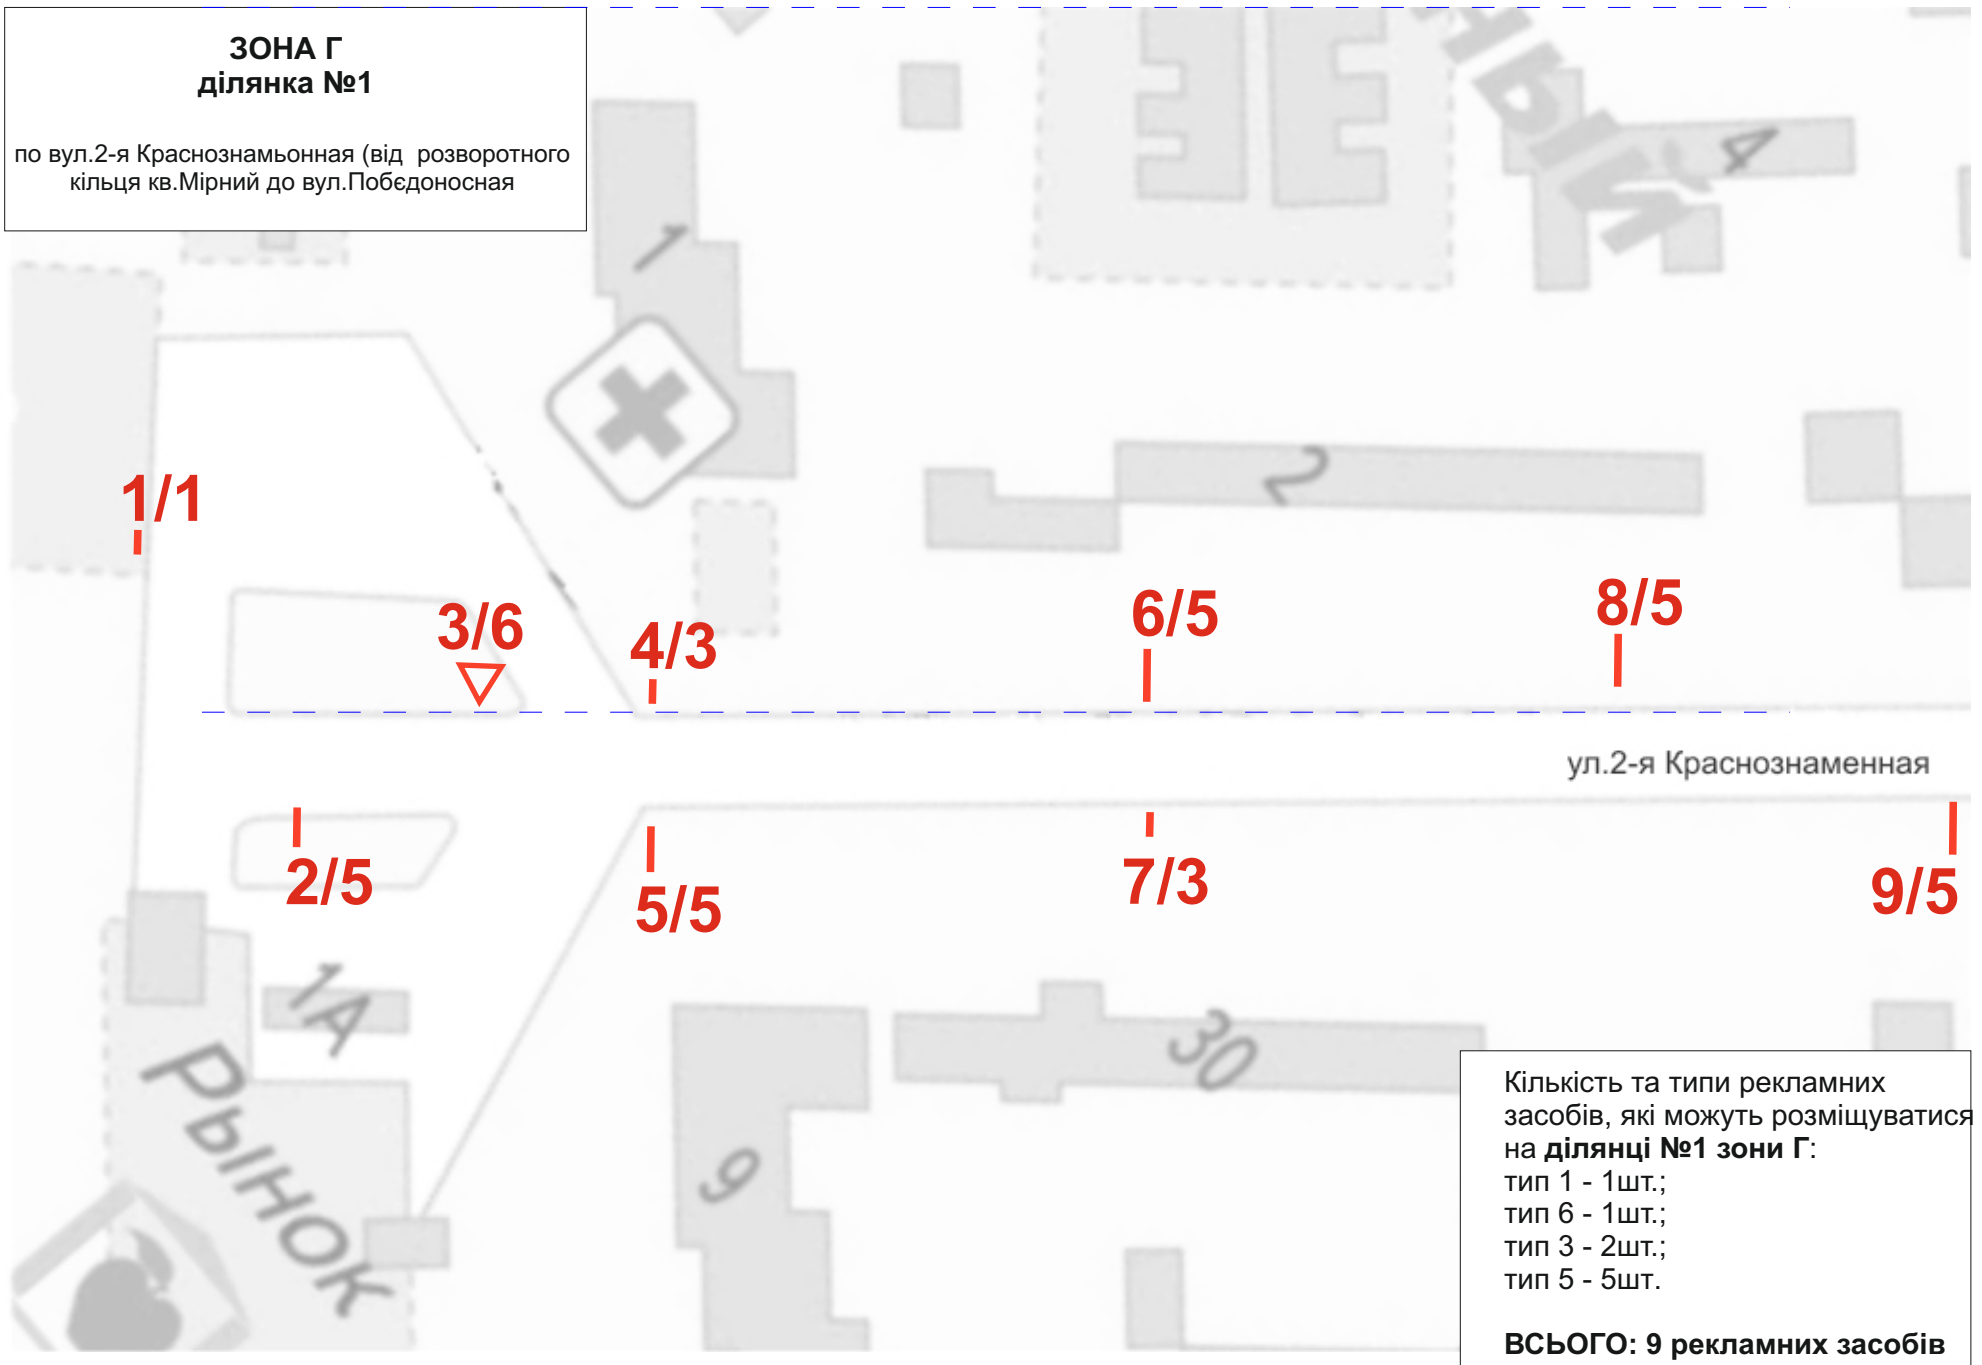 ЗОНА Г
ділянка №1
по вул.2-я Краснознамьонная (від розворотного
кільця кв.Мірний до вул.Побєдоносная
НЫЙ
4
1
2
1/1
3/6
4/3
6/5
8/5
ул.2-я Краснознаменная
2/5
5/5
7/3
9/5
1А
РЫНОК
9
30
Кількість та типи рекламних
засобів, які можуть розміщуватися
на ділянці №1 зони Г:
тип 1 - 1шт.;
тип 6 - 1шт.;
тип 3 - 2шт.;
тип 5 - 5шт.
ВСЬОГО: 9 рекламних засобів